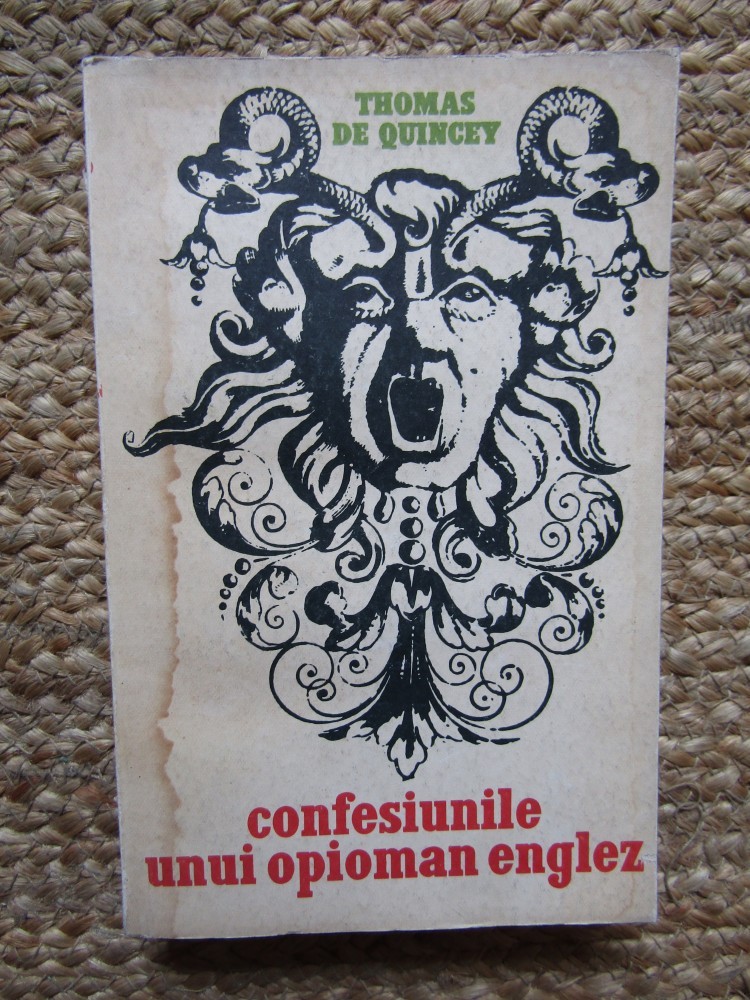 THOMAS
DE QUINCEY
confesiunile
unui opioman englez